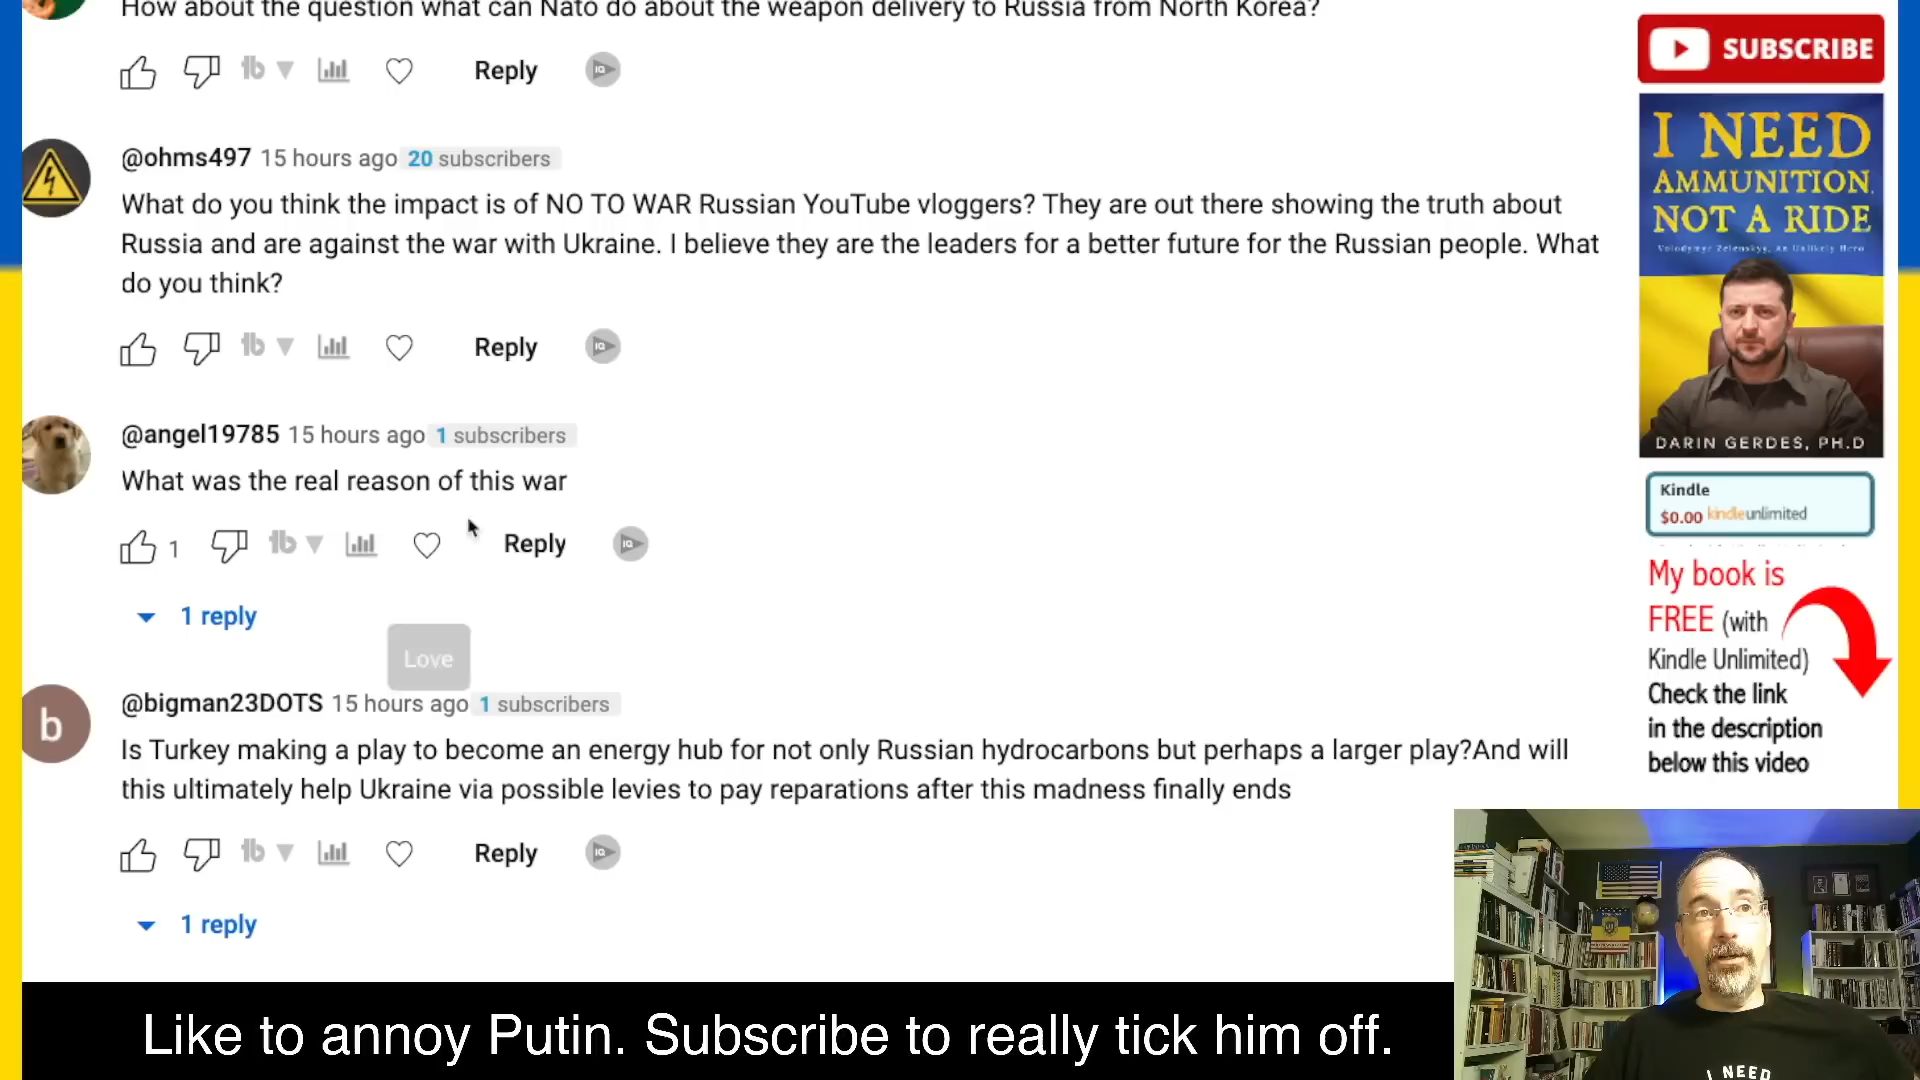 How about the question what can Nato do about the weapon delivery to Russia from North Korea?
Reply
@ohms497 15 hours ago 20 subscribers
What do you think the impact is of NO TO WAR Russian YouTube vloggers? They are out there showing the truth about
Russia and are against the war with Ukraine. I believe they are the leaders for a better future for the Russian people. What
do you think?
Reply
@angel19785 15 hours ago 1 subscribers
What was the real reason of this war
1
Reply
1 reply
Love
@bigman23DOTS 15 hours ago 1 subscribers
Is Turkey making a play to become an energy hub for not only Russian hydrocarbons but perhaps a larger play?And will
this ultimately help Ukraine via possible levies to pay reparations after this madness finally ends
Reply
1 reply
SUBSCRIBE
I NEED
AMMUNITION,
NOT A RIDE
Volodymyr Zelenskyy, An Unlikely Hero
DARIN GERDES, PH.D
Kindle
$0.00 kindleunlimited
My book is
FREE (with
Kindle Unlimited)
Check the link
in the description
below this video
b
I NEED
Like to annoy Putin. Subscribe to really tick him off.